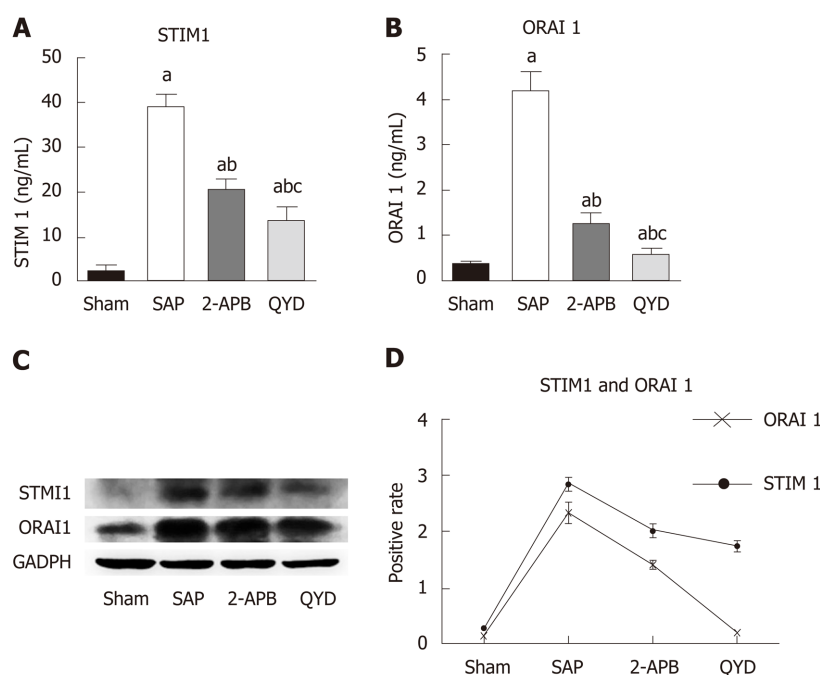 A
STIM1
STIM 1 (ng/mL)
50
40
30
20
10
0
a
ab
abc
Sham SAP 2-APB QYD
B
ORAI 1
ORAI 1 (ng/mL)
5
4
3
2
1
0
a
ab
abc
Sham SAP 2-APB QYD
C
STMI1
ORAI1
GADPH
Sham SAP 2-APB QYD
D
STIM1 and ORAI 1
Positive rate
4
3
2
1
0
ORAI 1
STIM 1
Sham SAP 2-APB QYD